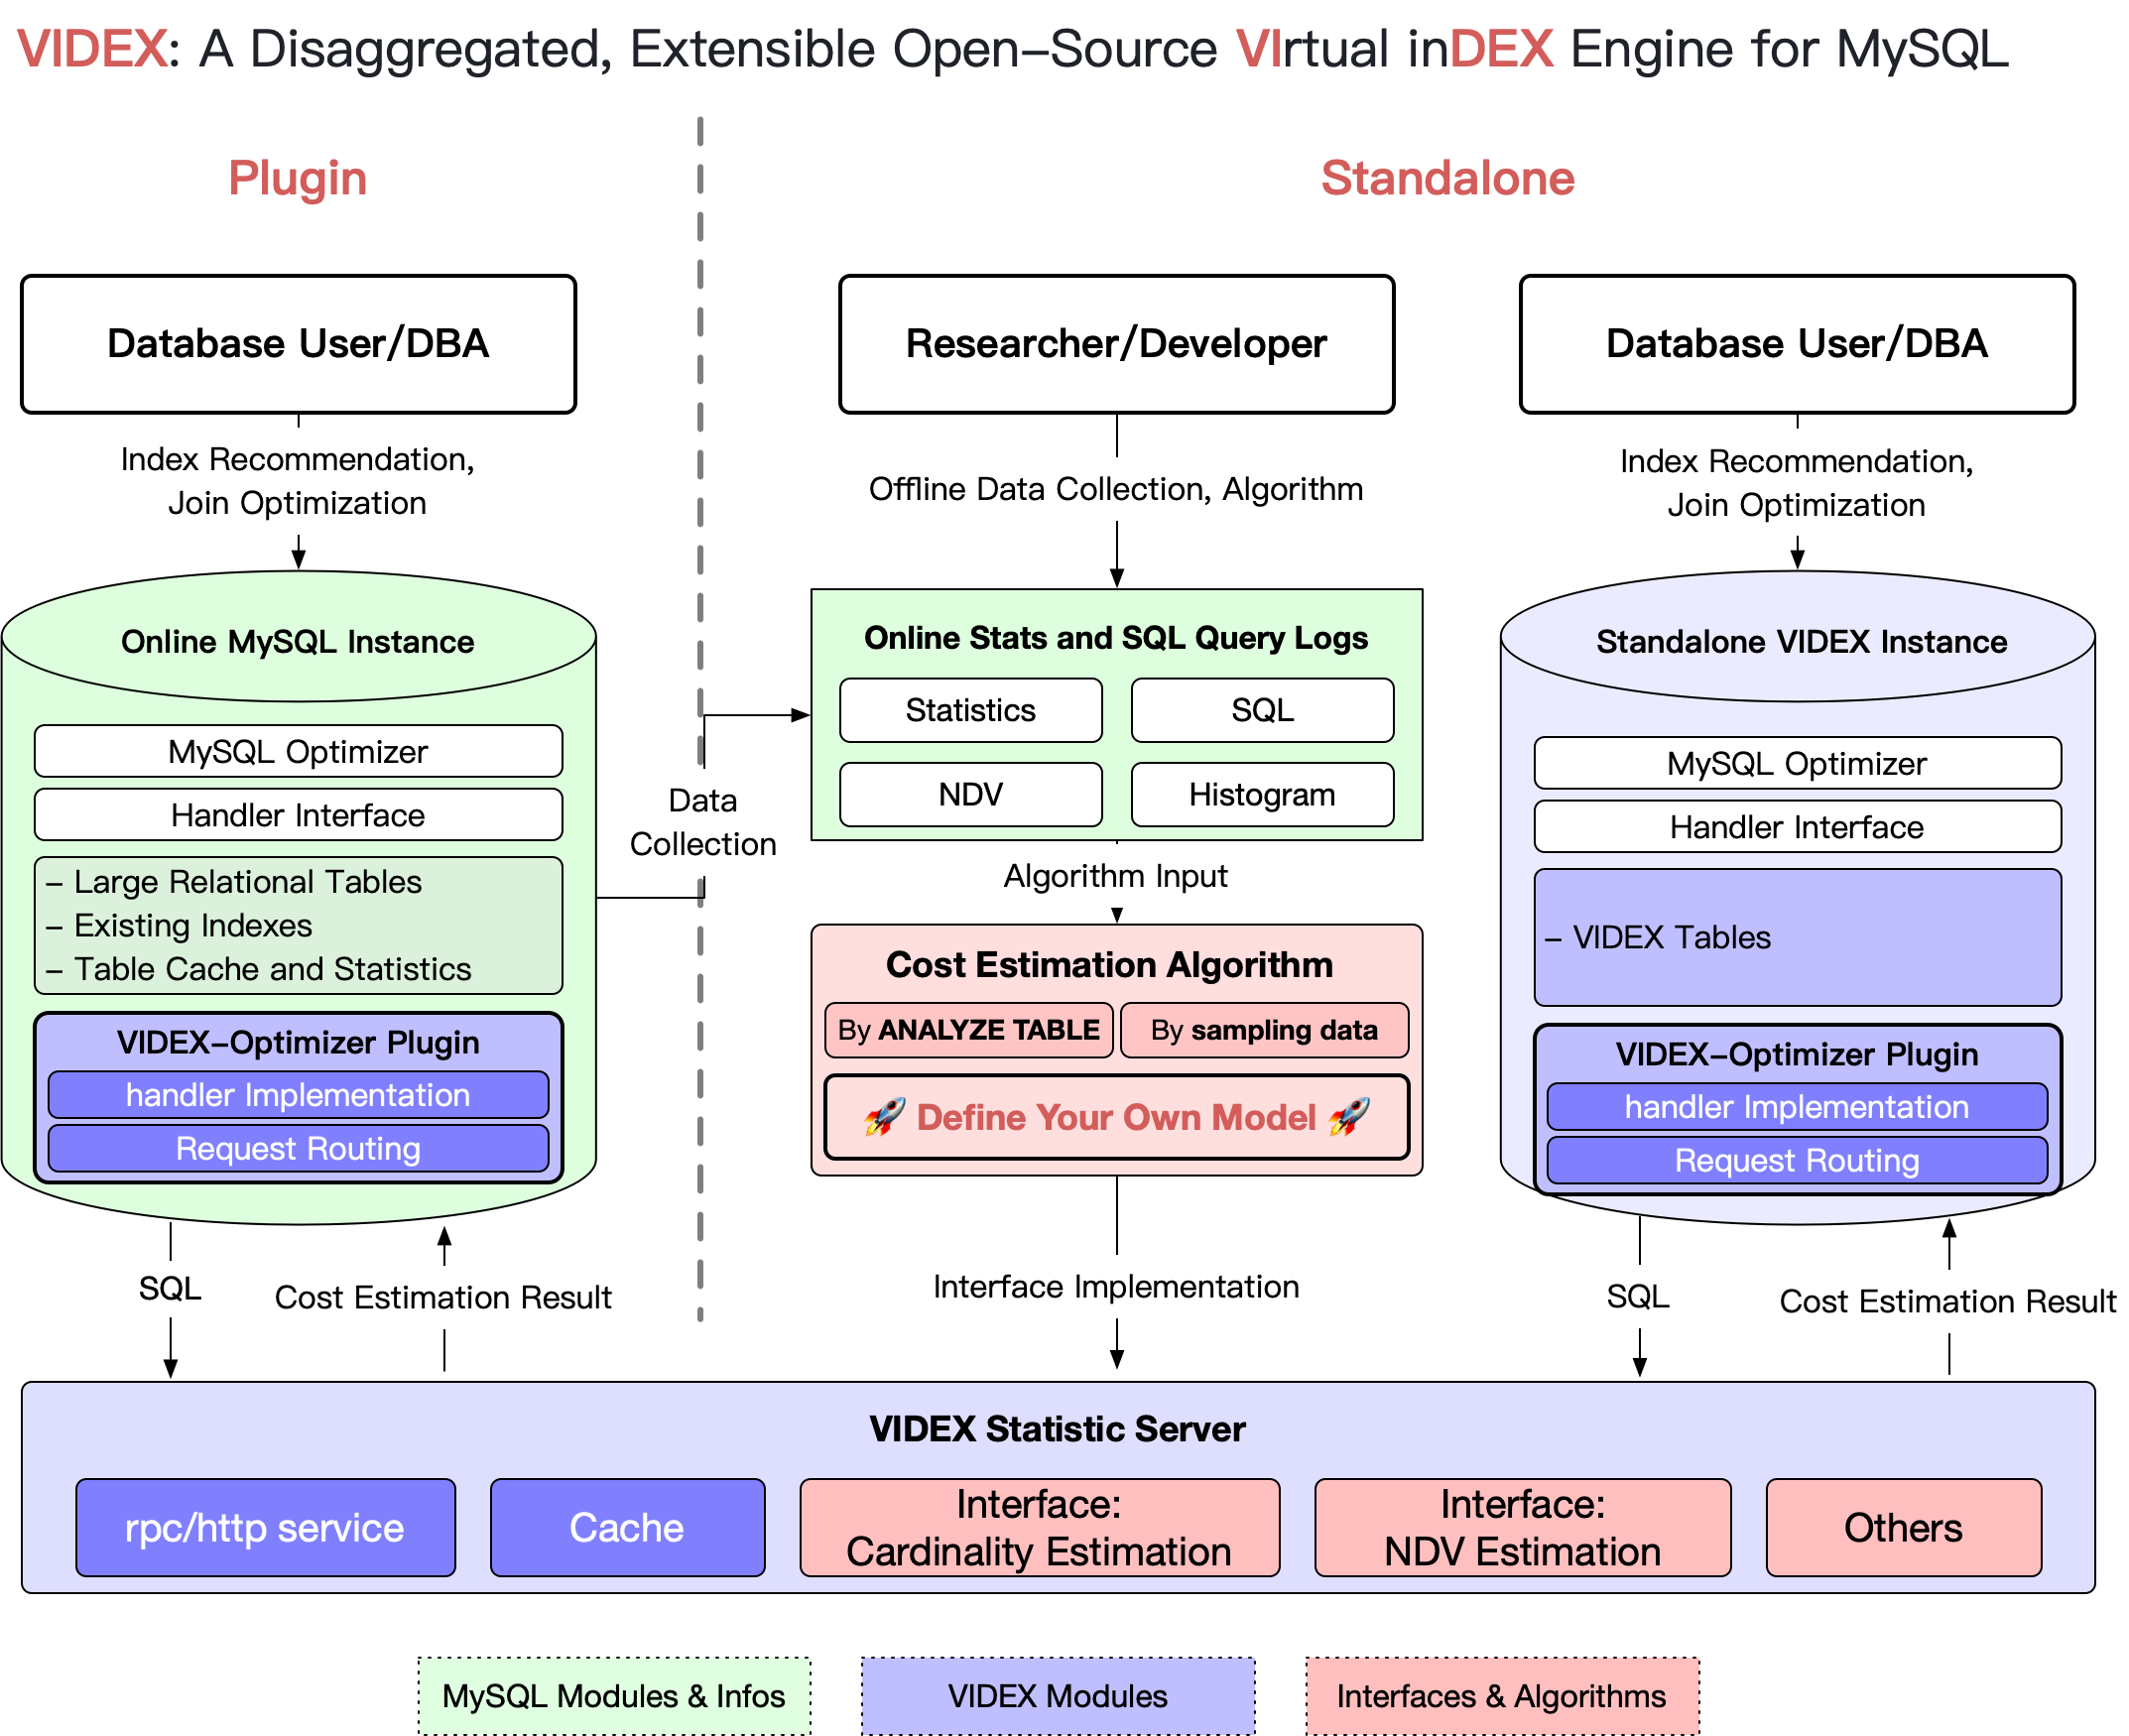 VIDEX: A Disaggregated, Extensible Open–Source VIrtual inDEX Engine for MySQL
Plugin
Standalone
Database User/DBA
Index Recommendation,
Join Optimization
Online MySQL Instance
MySQL Optimizer
Handler Interface
– Large Relational Tables
– Existing Indexes
– Table Cache and Statistics
VIDEX–Optimizer Plugin
handler Implementation
Request Routing
SQL
Cost Estimation Result
Data
Collection
Researcher/Developer
Offline Data Collection, Algorithm
Online Stats and SQL Query Logs
Statistics
SQL
NDV
Histogram
Algorithm Input
Cost Estimation Algorithm
By ANALYZE TABLE
By sampling data
🚀 Define Your Own Model 🚀
Interface Implementation
Database User/DBA
Index Recommendation,
Join Optimization
Standalone VIDEX Instance
MySQL Optimizer
Handler Interface
– VIDEX Tables
VIDEX–Optimizer Plugin
handler Implementation
Request Routing
SQL
Cost Estimation Result
VIDEX Statistic Server
rpc/http service
Cache
Interface:
Cardinality Estimation
Interface:
NDV Estimation
Others
MySQL Modules & Infos
VIDEX Modules
Interfaces & Algorithms